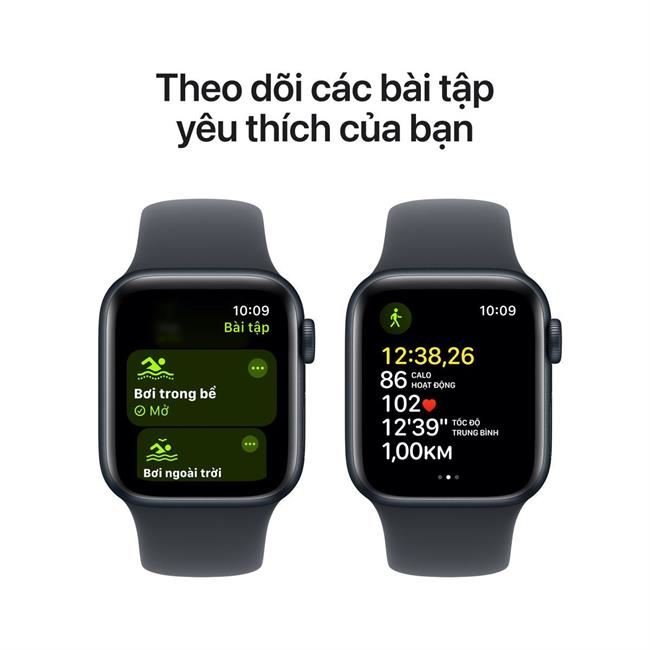 Theo dõi các bài tập
yêu thích của bạn
10:09
Bài tập
Bơi trong bể
Mở
Bơi ngoài trời
10:09
12:38,26
86 CALO
HOẠT ĐỘNG
102
12'39" TỐC ĐỘ
TRUNG BÌNH
1,00KM